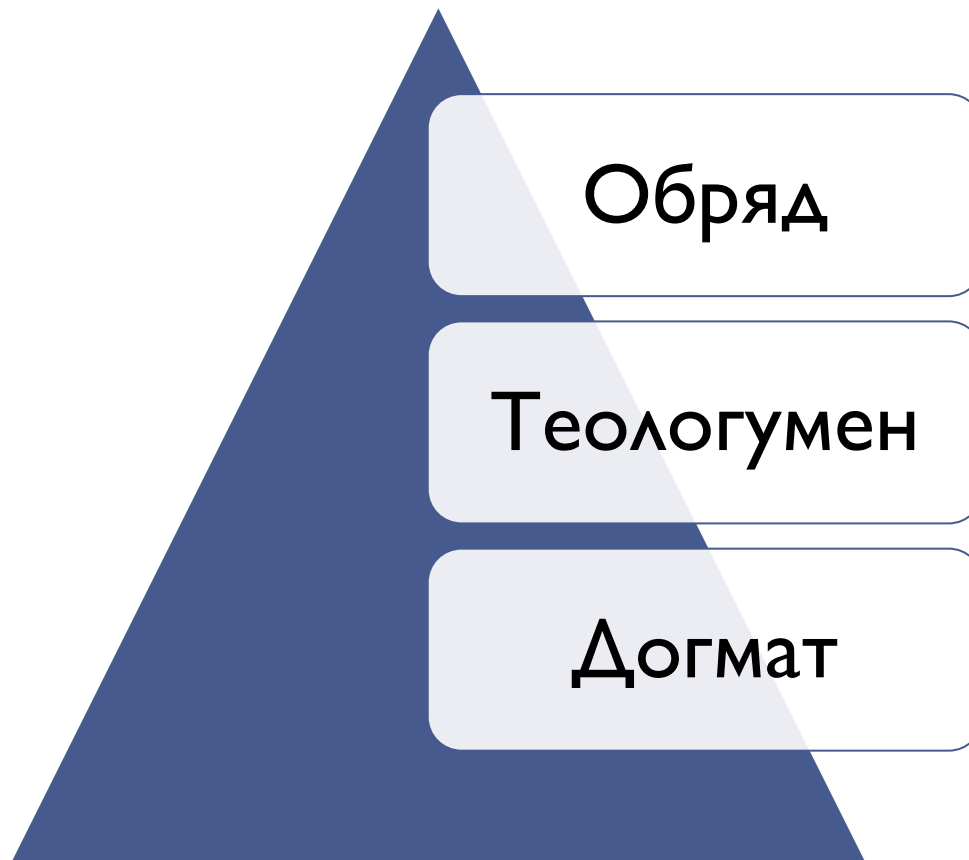 Обряд
Теологумен
Догмат